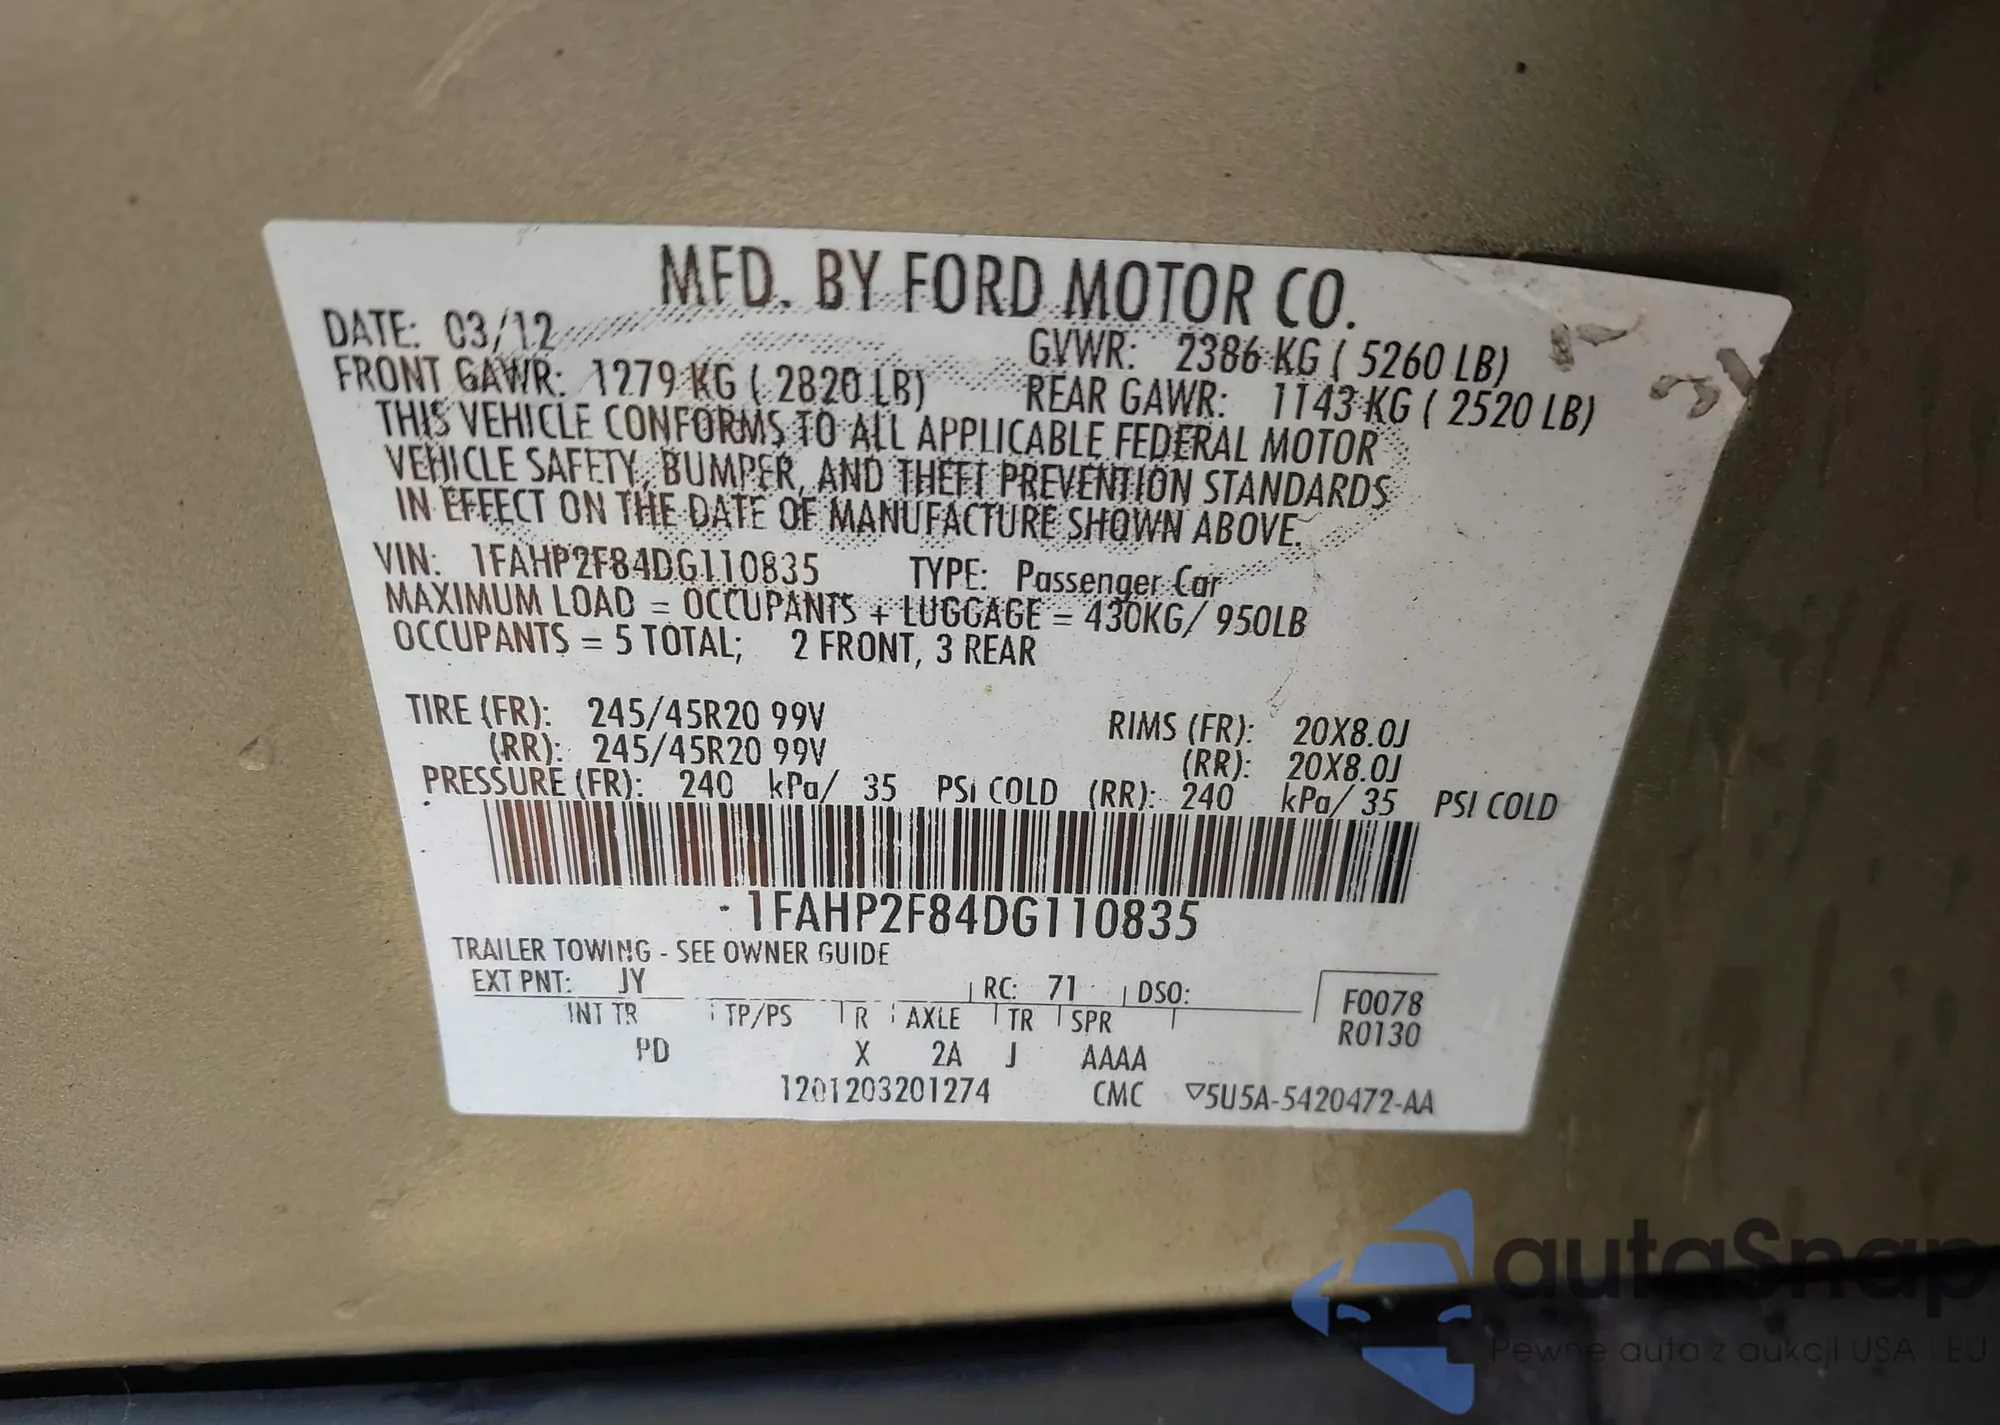 MFD. BY FORD MOTOR CO.
DATE: 03/12 GVWR: 2386 KG ( 5260 LB)
FRONT GAWR: 1279 KG ( 2820 LB) REAR GAWR: 1143 KG ( 2520 LB)
THIS VEHICLE CONFORMS TO ALL APPLICABLE FEDERAL MOTOR
VEHICLE SAFETY, BUMPER, AND THEFT PREVENTION STANDARDS
IN EFFECT ON THE DATE OF MANUFACTURE SHOWN ABOVE.
VIN: 1FAHP2F84DG110835 TYPE: Passenger Car
MAXIMUM LOAD = OCCUPANTS + LUGGAGE = 430KG/ 950LB
OCCUPANTS = 5 TOTAL; 2 FRONT, 3 REAR
TIRE (FR): 245/45R20 99V RIMS (FR): 20X8.0J
(RR): 245/45R20 99V (RR): 20X8.0J
PRESSURE (FR): 240 kPa/ 35 PSI COLD (RR): 240 kPa/ 35 PSI COLD
1FAHP2F84DG110835
TRAILER TOWING - SEE OWNER GUIDE
EXT PNT: JY RC: 71 DSO: F0078
INT TR TP/PS R AXLE TR SPR R0130
PD X 2A J AAAA
1201203201274 CMC ▽5U5A-5420472-AA
autaSnap
Pewne auta z aukcji USA i EU